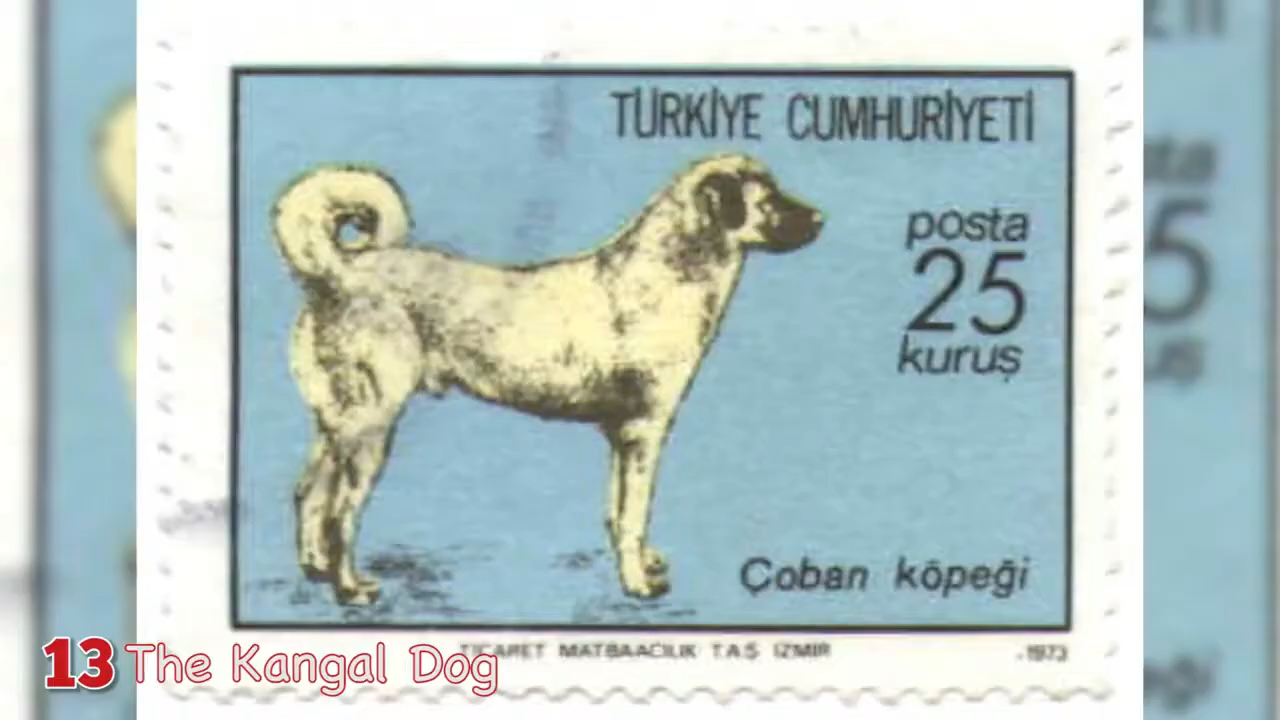 TÜRKİYE CUMHURİYETİ
posta
25
kuruş
Çoban köpeği
TİCARET MATBAACILIK T.A.Ş İZMİR -1973
13 The Kangal Dog